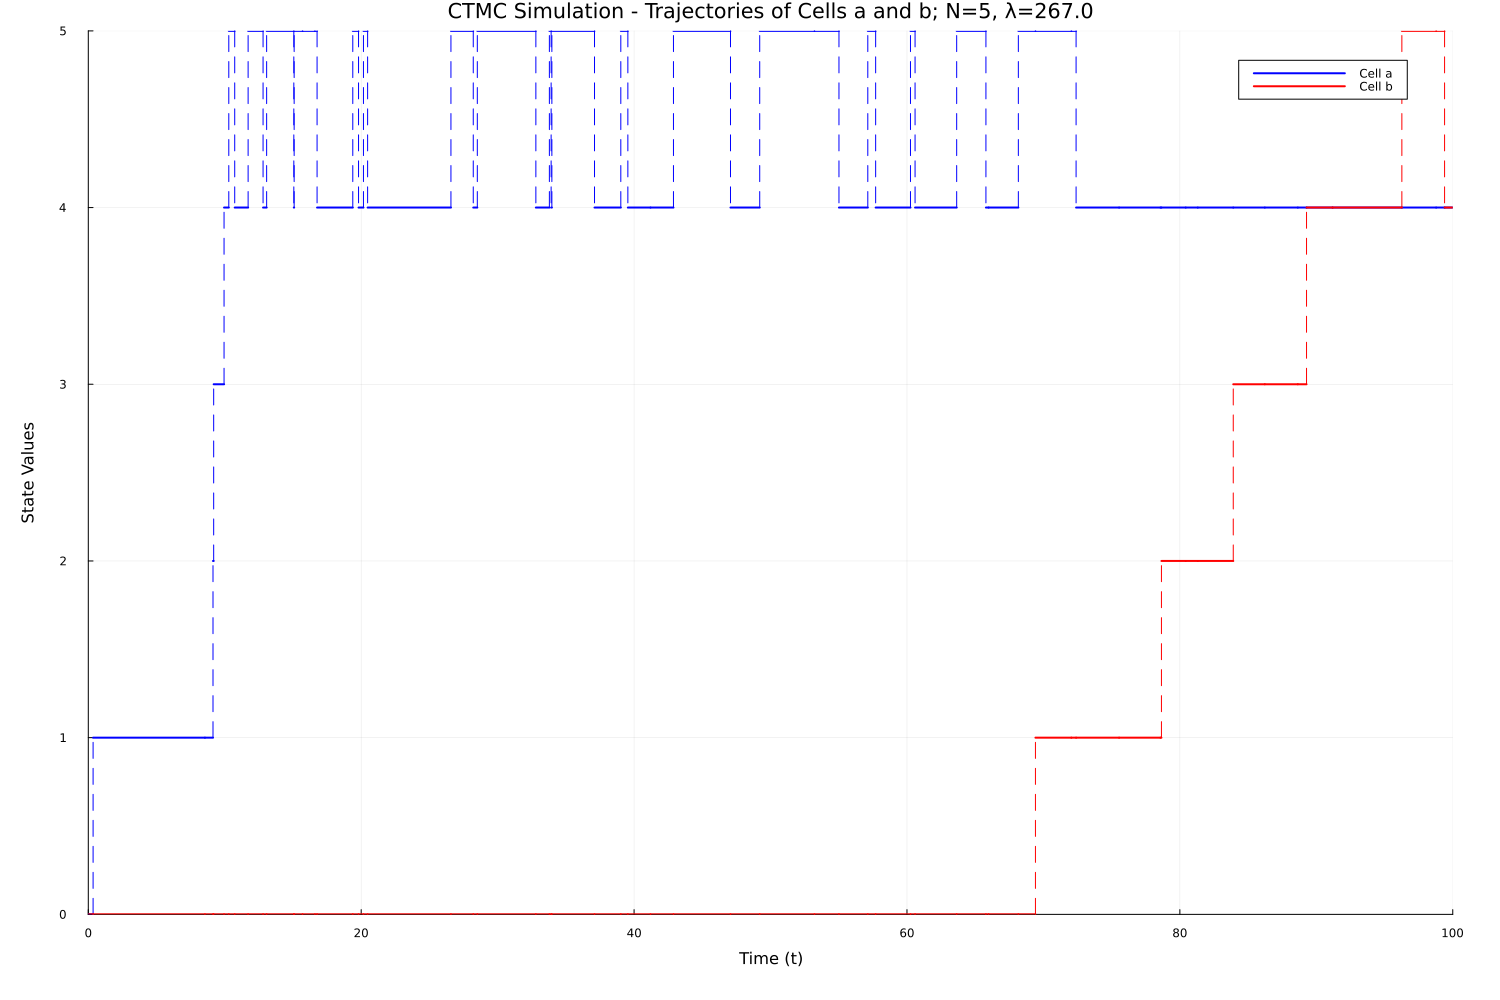 CTMC Simulation - Trajectories of Cells a and b; N=5, λ=267.0
5
Cell a
Cell b
4
3
State Values
2
1
0
0 20 40 60 80 100
Time (t)